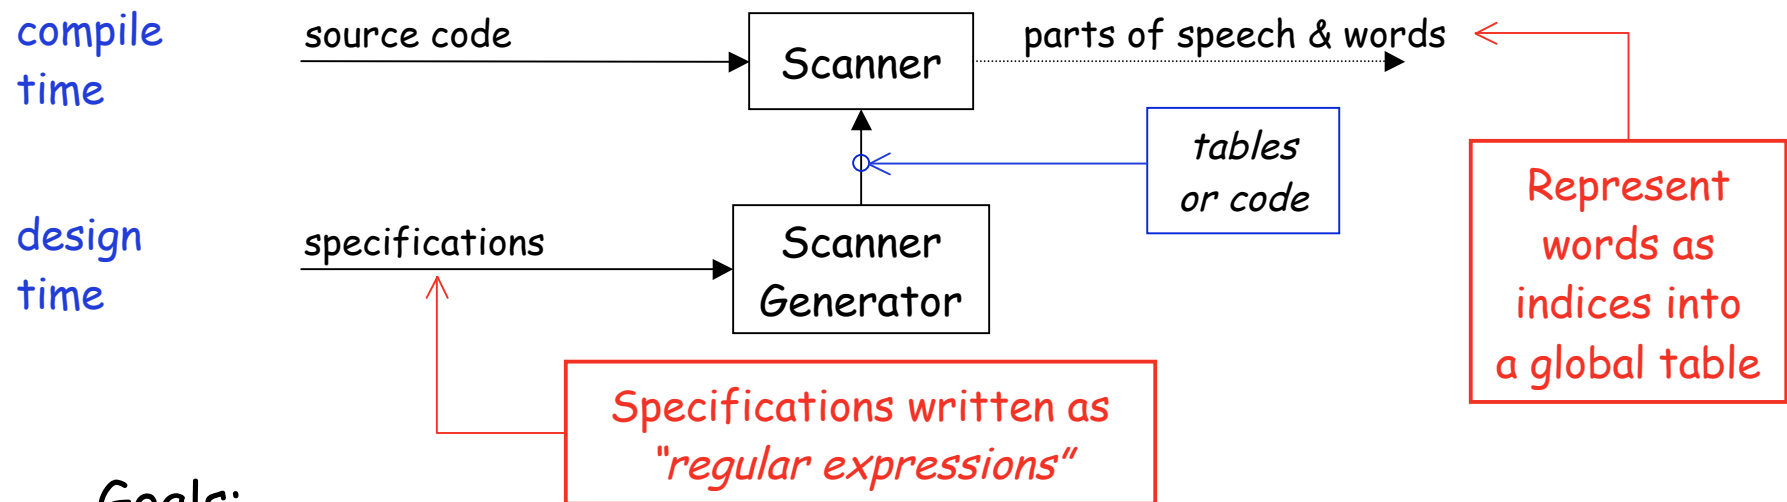 compile
time
source code
Scanner
parts of speech & words
tables
or code
Represent
words as
indices into
a global table
design
time
specifications
Scanner
Generator
Specifications written as
“regular expressions”
Goals: